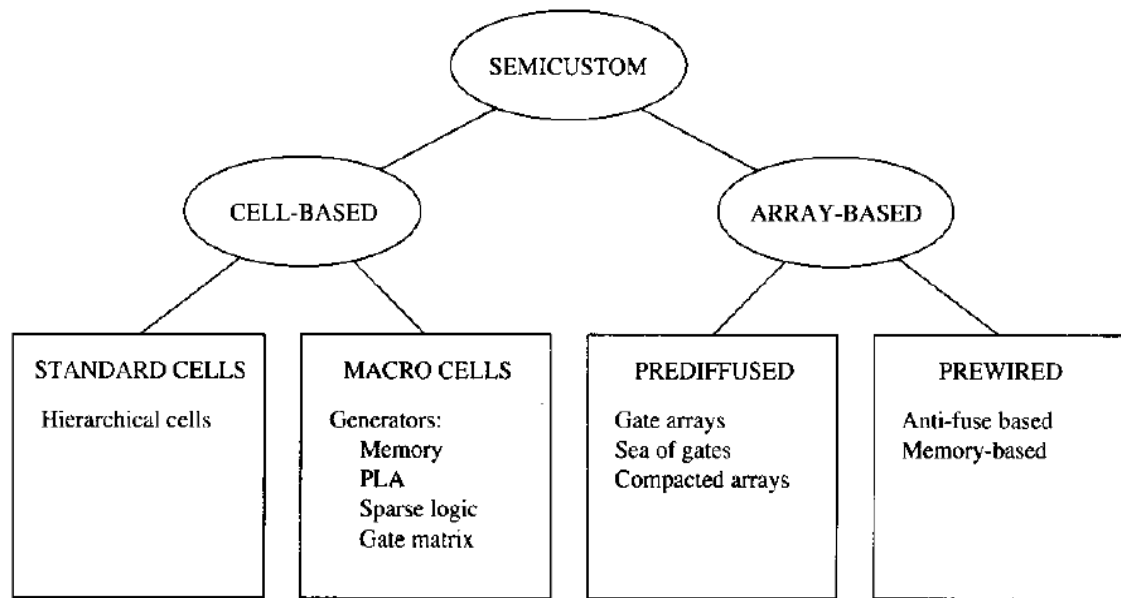 SEMICUSTOM
CELL-BASED
ARRAY-BASED
STANDARD CELLS
Hierarchical cells
MACRO CELLS
Generators:
Memory
PLA
Sparse logic
Gate matrix
PREDIFFUSED
Gate arrays
Sea of gates
Compacted arrays
PREWIRED
Anti-fuse based
Memory-based